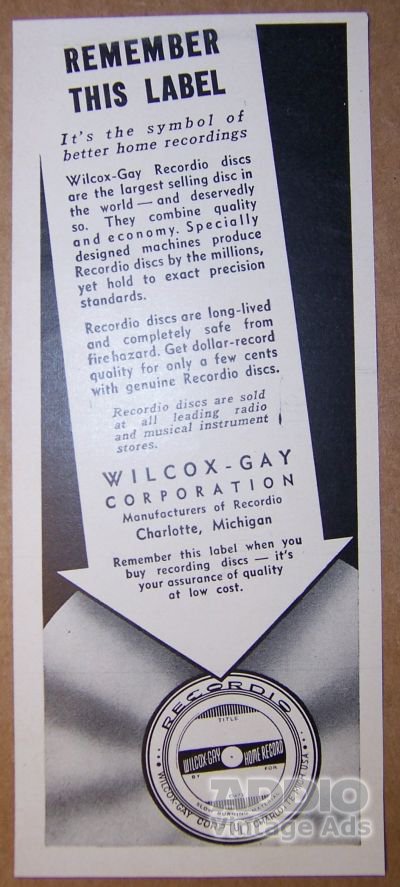 REMEMBER
THIS LABEL
It's the symbol of
better home recordings
Wilcox-Gay Recordio discs
are the largest selling disc in
the world — and deservedly
so. They combine quality
and economy. Specially
designed machines produce
Recordio discs by the millions,
yet hold to exact precision
standards.
Recordio discs are long-lived
and completely safe from
fire hazard. Get dollar-record
quality for only a few cents
with genuine Recordio discs.
Recordio discs are sold
at all leading radio
and musical instrument
stores.
WILCOX-GAY
CORPORATION
Manufacturers of Recordio
Charlotte, Michigan
Remember this label when you
buy recording discs — it's
your assurance of quality
at low cost.
RECORDIO
TITLE
WILCOX-GAY HOME RECORD
BY FOR
SLOW BURNING
WILCOX-GAY CORP. CHARLOTTE, MICH. U.S.A.
ADDIO
Vintage Ads